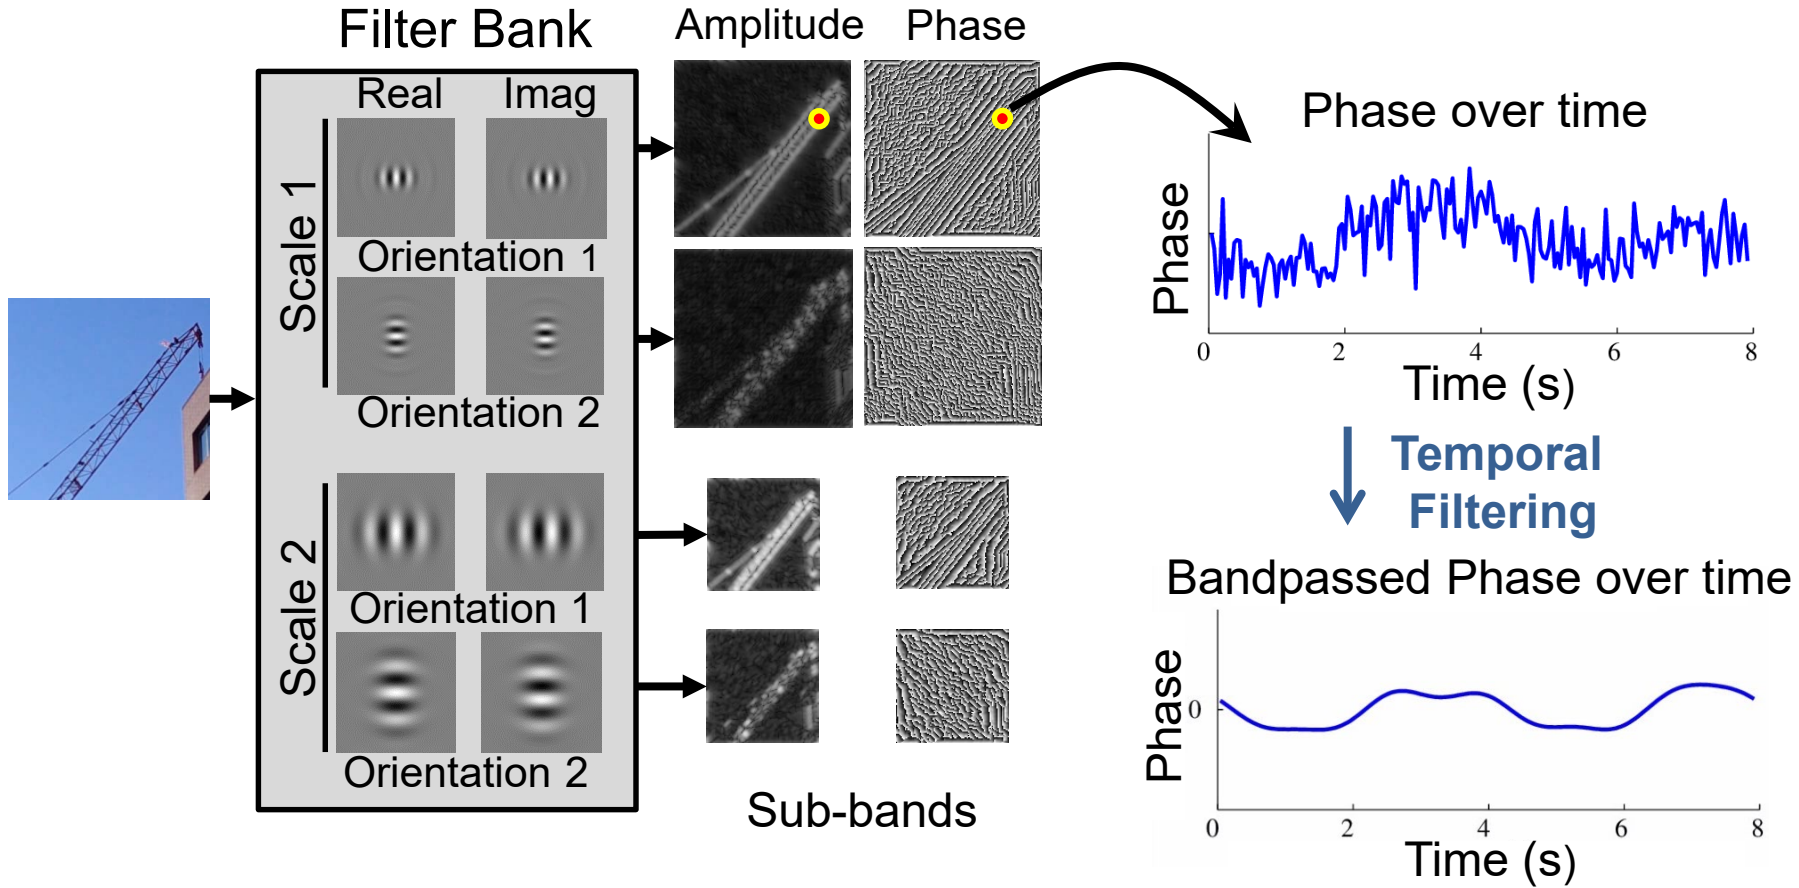 Filter Bank
Real Imag
Scale 1
Orientation 1
Orientation 2
Scale 2
Orientation 1
Orientation 2
Amplitude Phase
Sub-bands
Phase over time
Phase
0 2 4 6 8
Time (s)
Temporal
Filtering
Bandpassed Phase over time
Phase
0
0 2 4 6 8
Time (s)